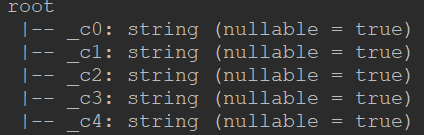 root
 |-- _c0: string (nullable = true)
 |-- _c1: string (nullable = true)
 |-- _c2: string (nullable = true)
 |-- _c3: string (nullable = true)
 |-- _c4: string (nullable = true)